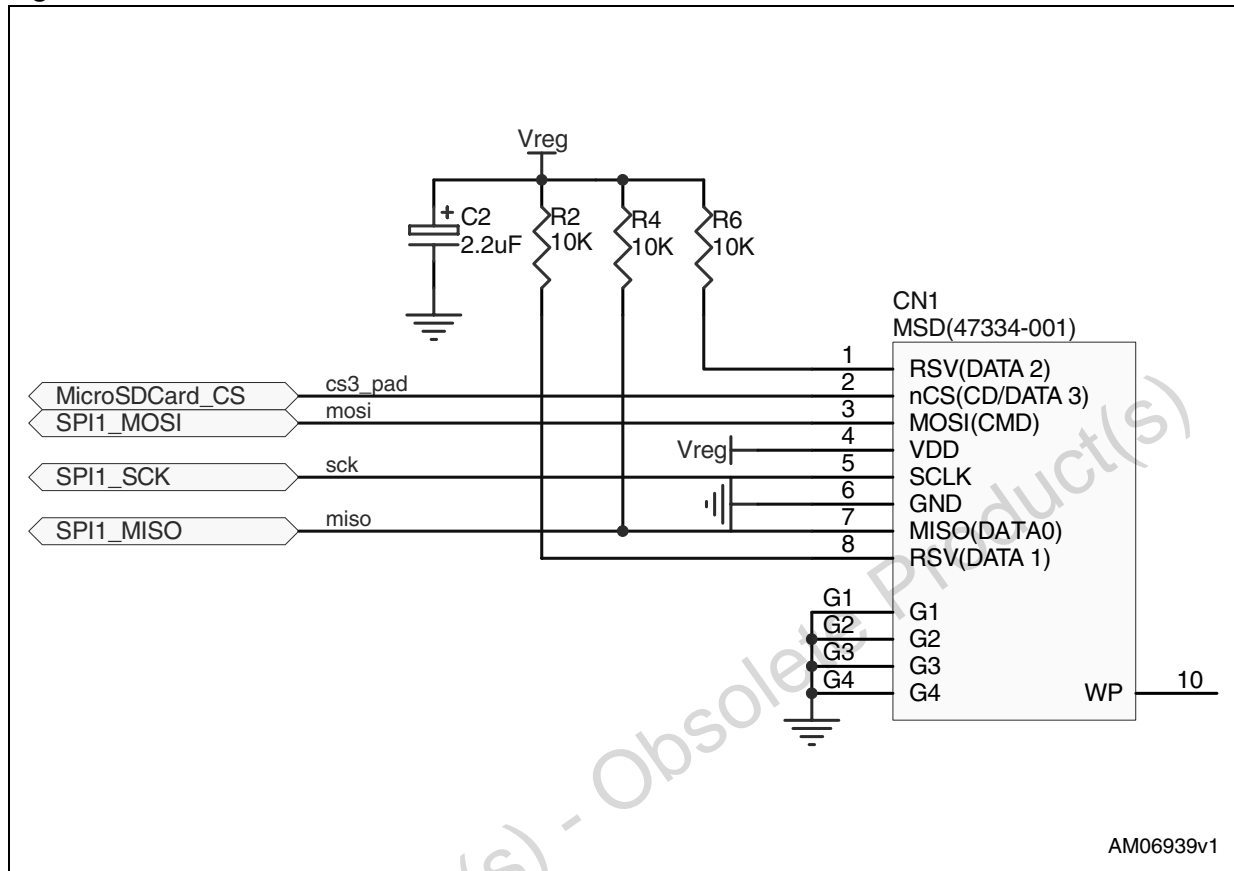 Vreg
C2
2.2uF
R2
10K
R4
10K
R6
10K
CN1
MSD(47334-001)
MicroSDCard_CS
cs3_pad
SPI1_MOSI
mosi
SPI1_SCK
sck
SPI1_MISO
miso
Vreg
1 RSV(DATA 2)
2 nCS(CD/DATA 3)
3 MOSI(CMD)
4 VDD
5 SCLK
6 GND
7 MISO(DATA0)
8 RSV(DATA 1)
G1 G1
G2 G2
G3 G3
G4 G4
WP 10
(s) - Obsolete Product(s)
AM06939v1